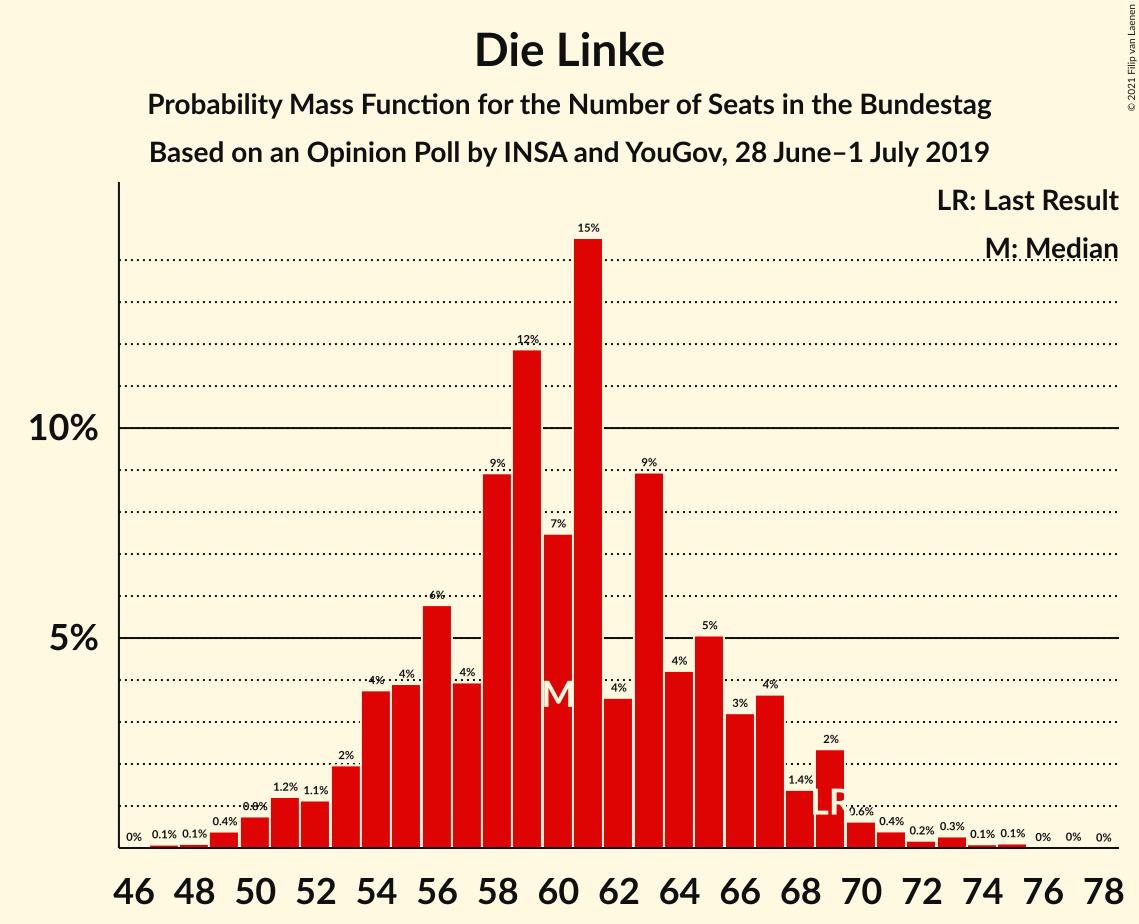 Die Linke
Probability Mass Function for the Number of Seats in the Bundestag
Based on an Opinion Poll by INSA and YouGov, 28 June–1 July 2019
© 2021 Filip van Laenen
LR: Last Result
M: Median
10%
5%
0% 0.1% 0.1% 0.4% 0.8% 1.2% 1.1% 2% 4% 4% 6% 4% 9% 12% 7% 15% 4% 9% 4% 5% 3% 4% 1.4% 2% 0.6% 0.4% 0.2% 0.3% 0.1% 0.1% 0% 0% 0%
M
LR
46 48 50 52 54 56 58 60 62 64 66 68 70 72 74 76 78